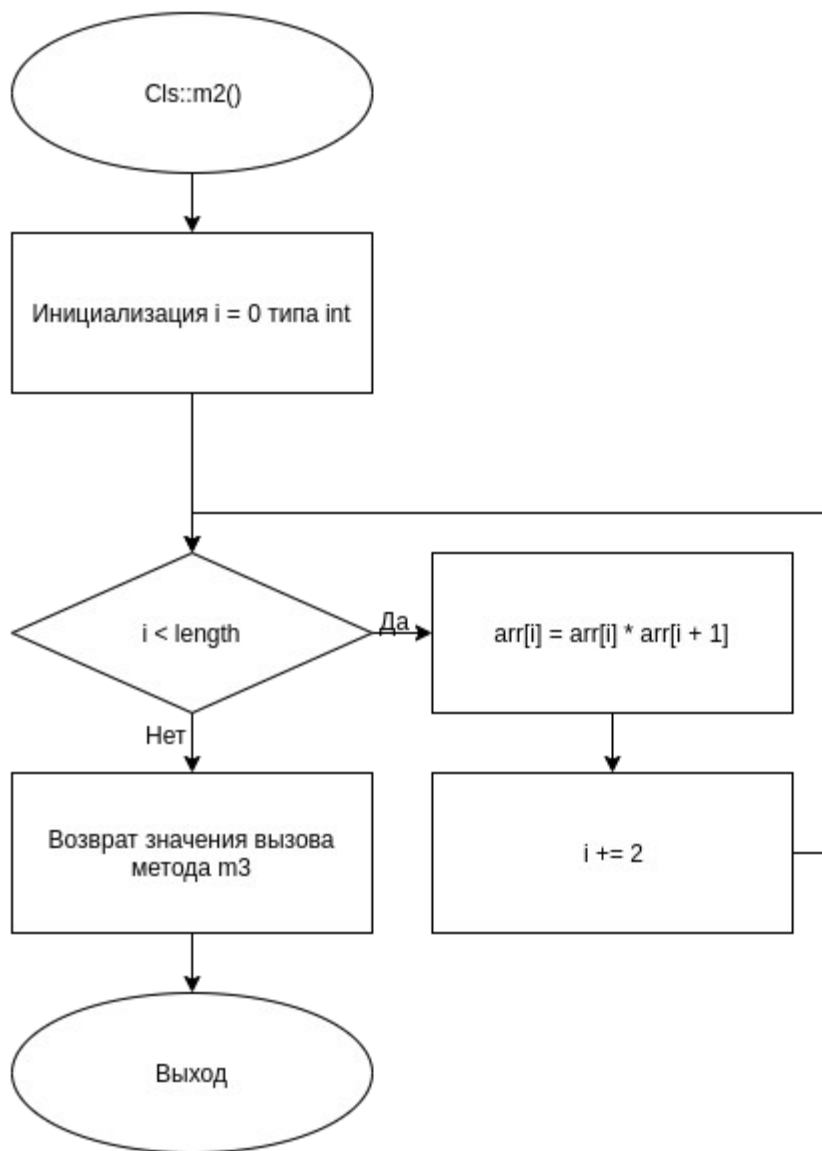 Cls::m2()
Инициализация i = 0 типа int
i < length
Да
arr[i] = arr[i] * arr[i + 1]
Нет
Возврат значения вызова
метода m3
i += 2
Выход